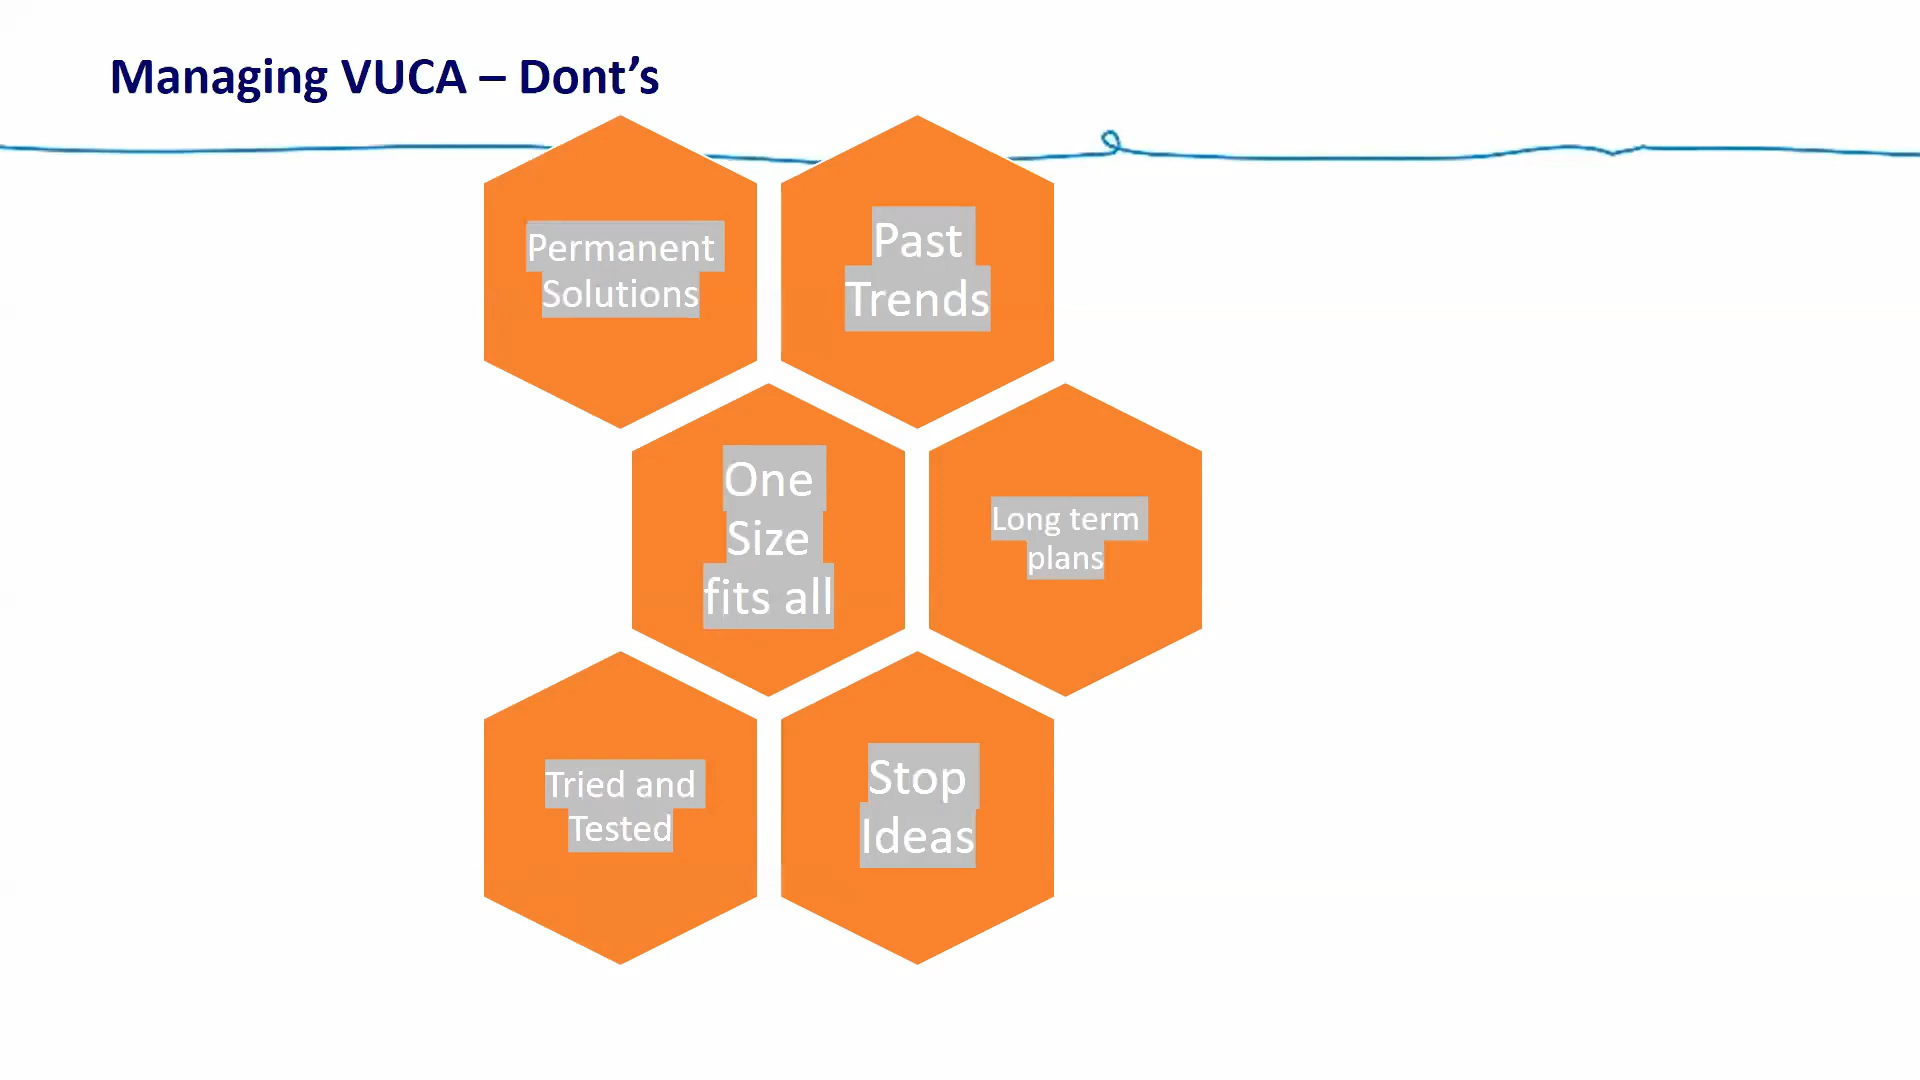 Managing VUCA – Dont’s
Permanent
Solutions
Past
Trends
One
Size
fits all
Long term
plans
Tried and
Tested
Stop
Ideas